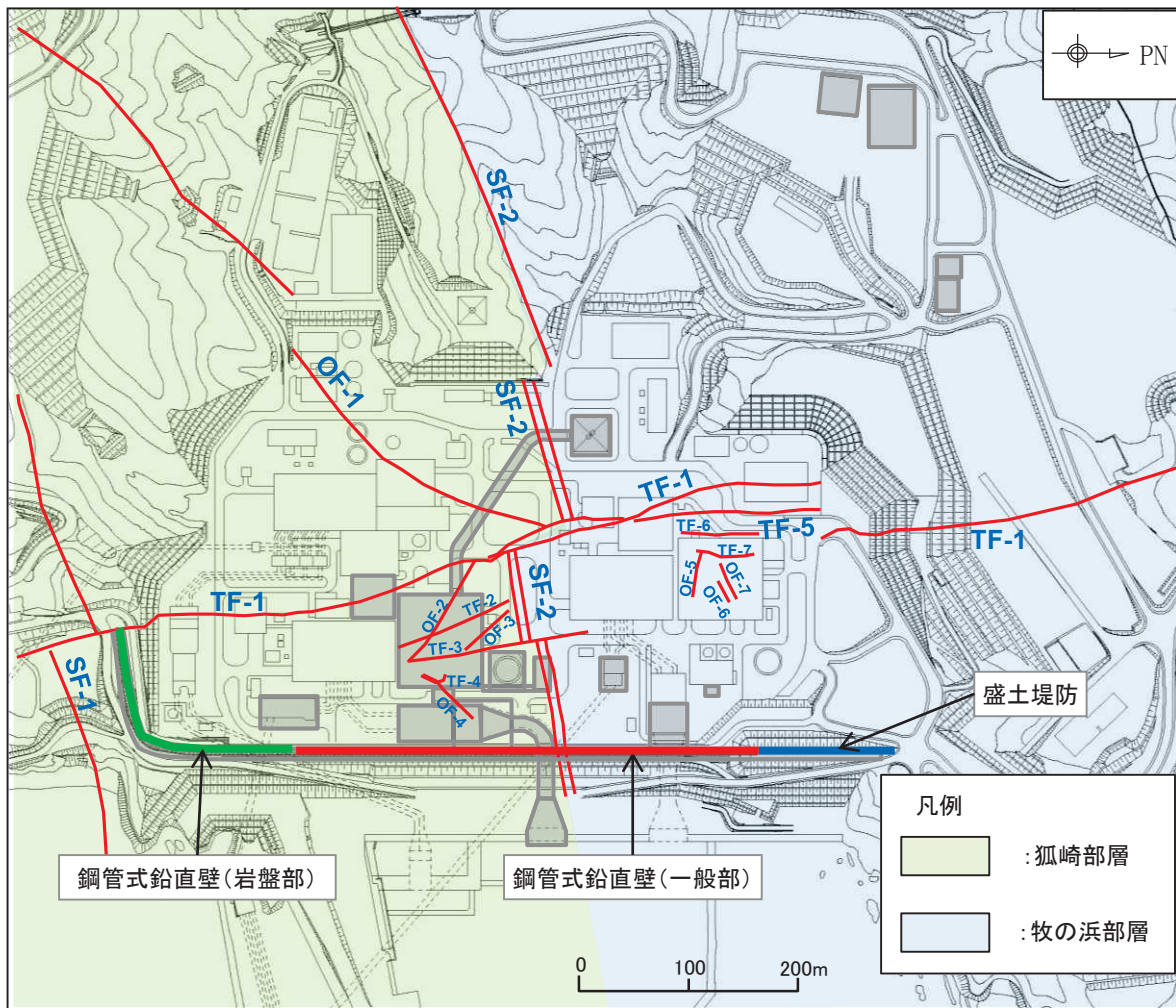 PN
SF-2
OF-1
SF-2
TF-1
TF-6
TF-5
TF-1
TF-7
OF-5
OF-7
OF-6
SF-2
OF-2
TF-2
OF-3
TF-1
TF-3
TF-4
OF-4
SF-1
盛土堤防
鋼管式鉛直壁(岩盤部)
鋼管式鉛直壁(一般部)
凡例
:狐崎部層
:牧の浜部層
0 100 200m